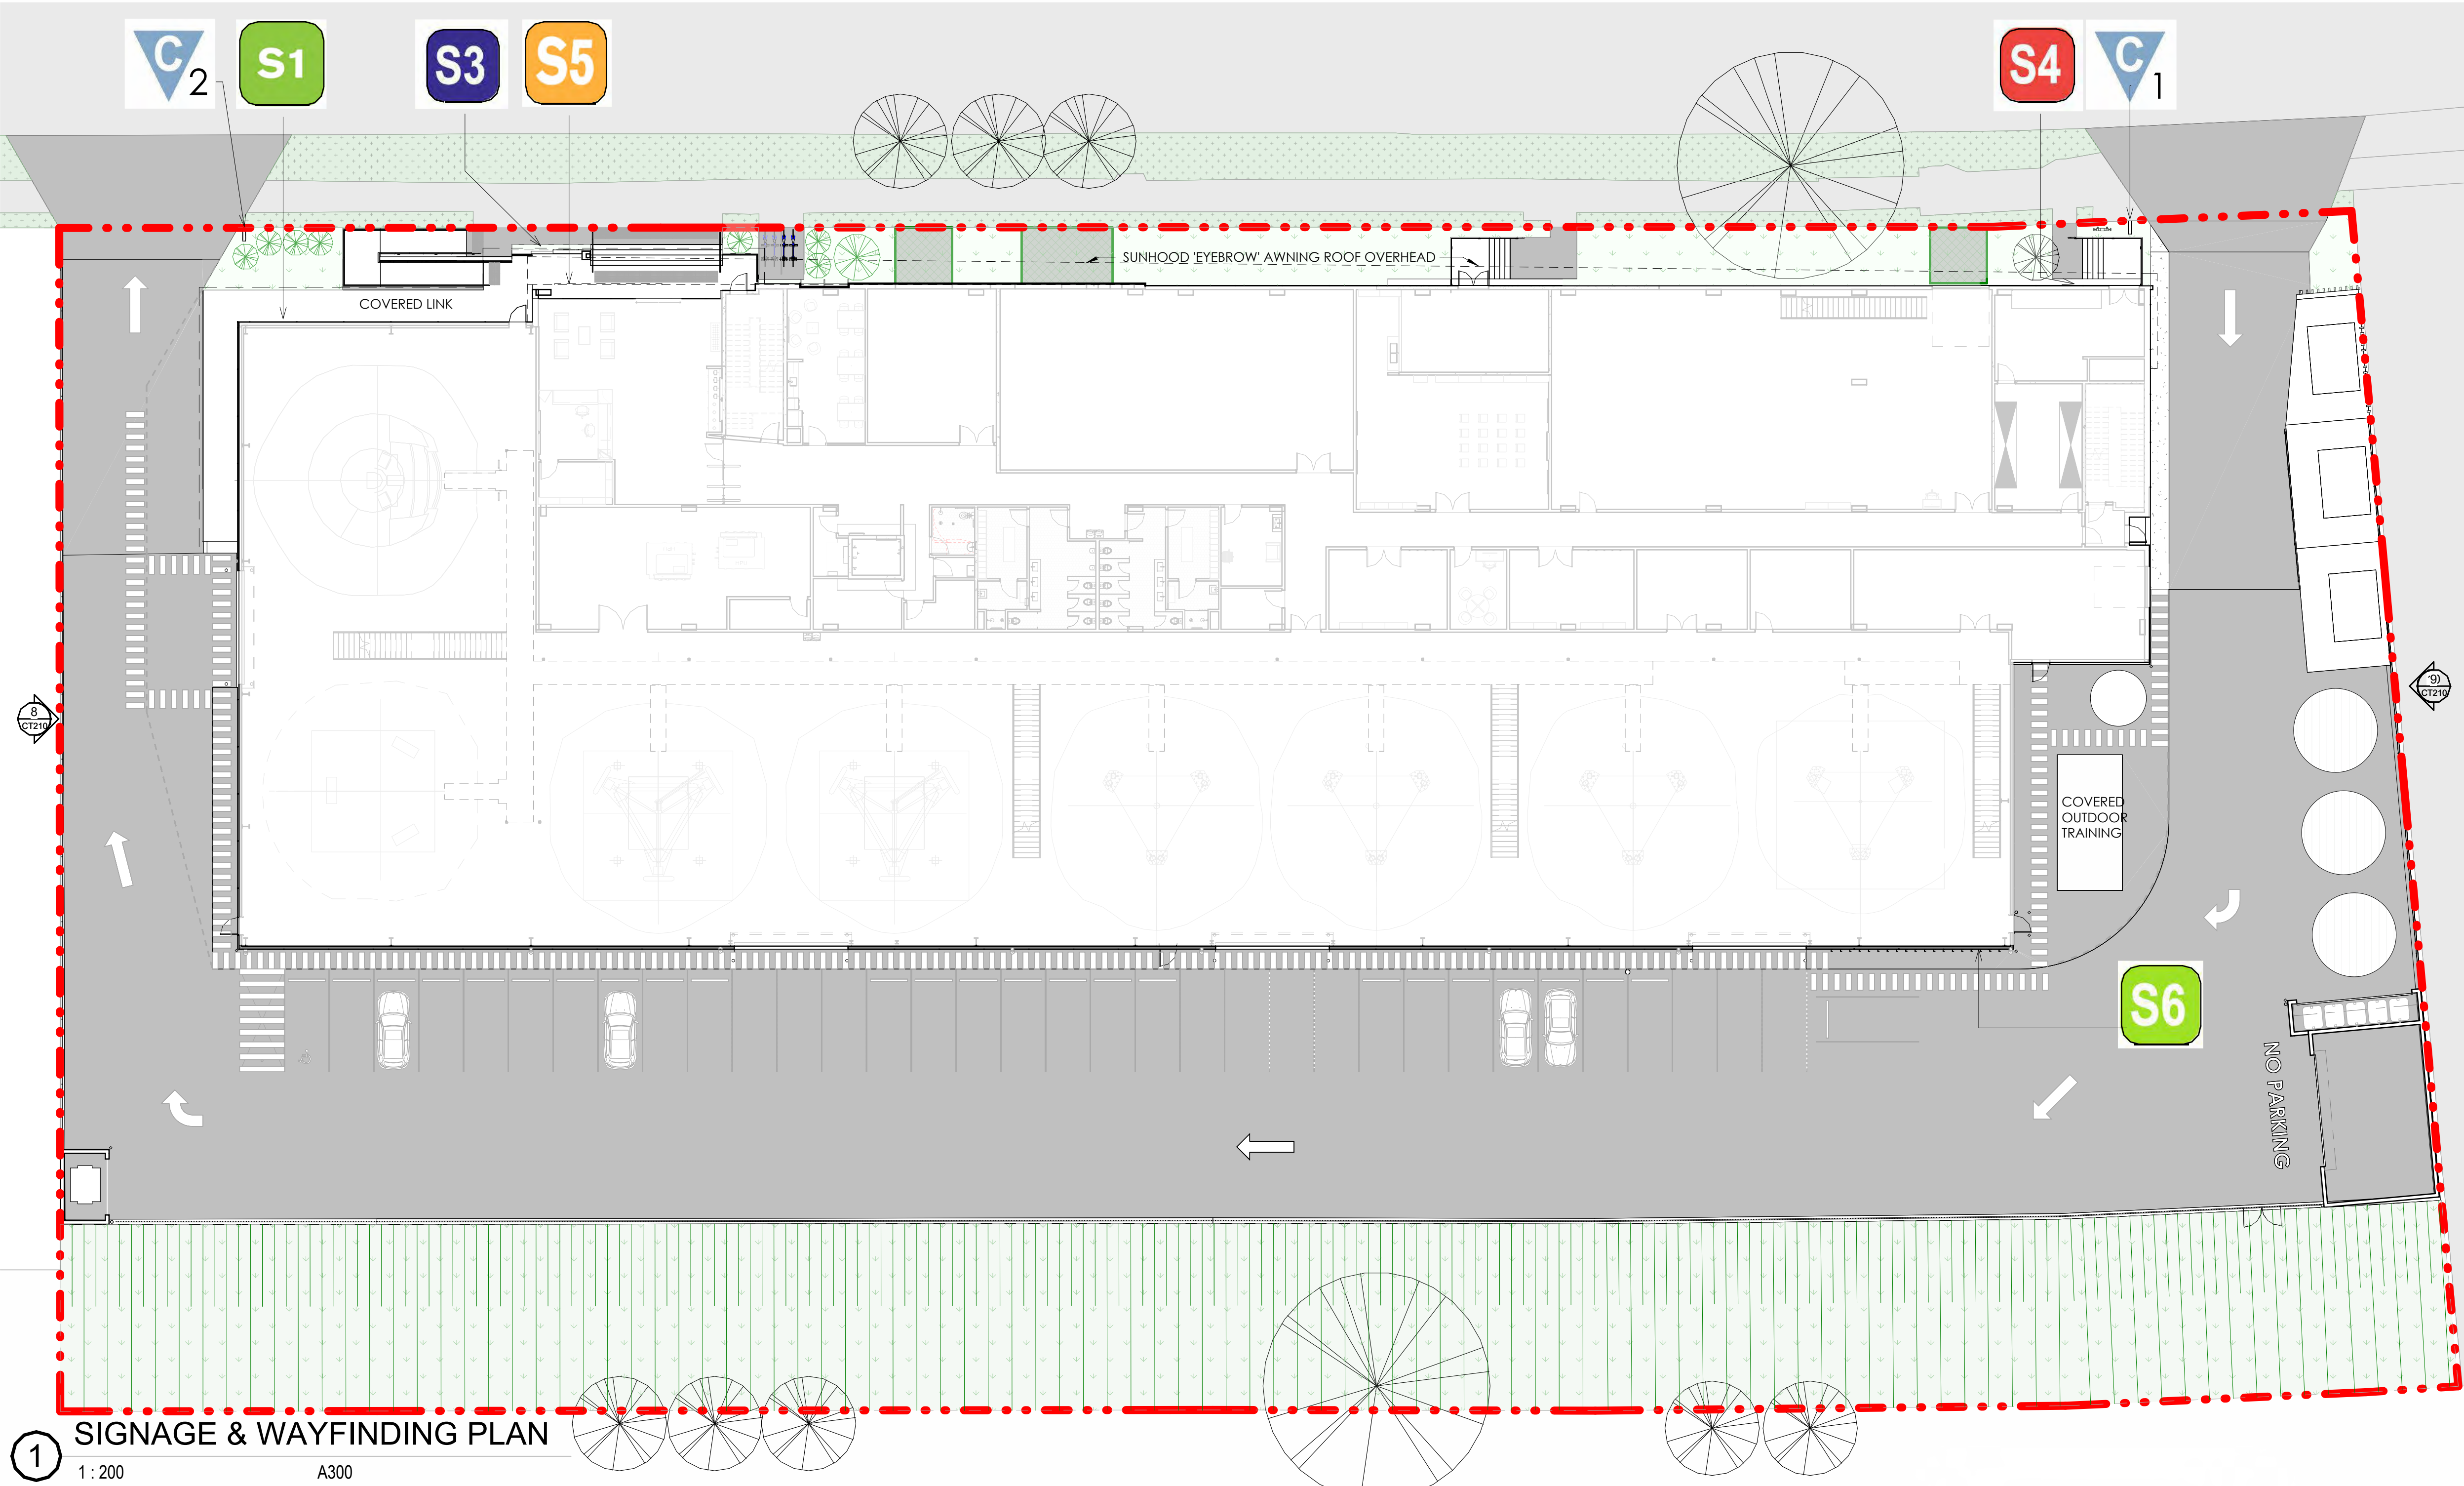 C
2
S1
S3
S5
S4
C
1
SUNHOOD 'EYEBROW' AWNING ROOF OVERHEAD
COVERED LINK
8
CT210
9
CT210
COVERED
OUTDOOR
TRAINING
S6
NO PARKING
1
SIGNAGE & WAYFINDING PLAN
1 : 200
A300